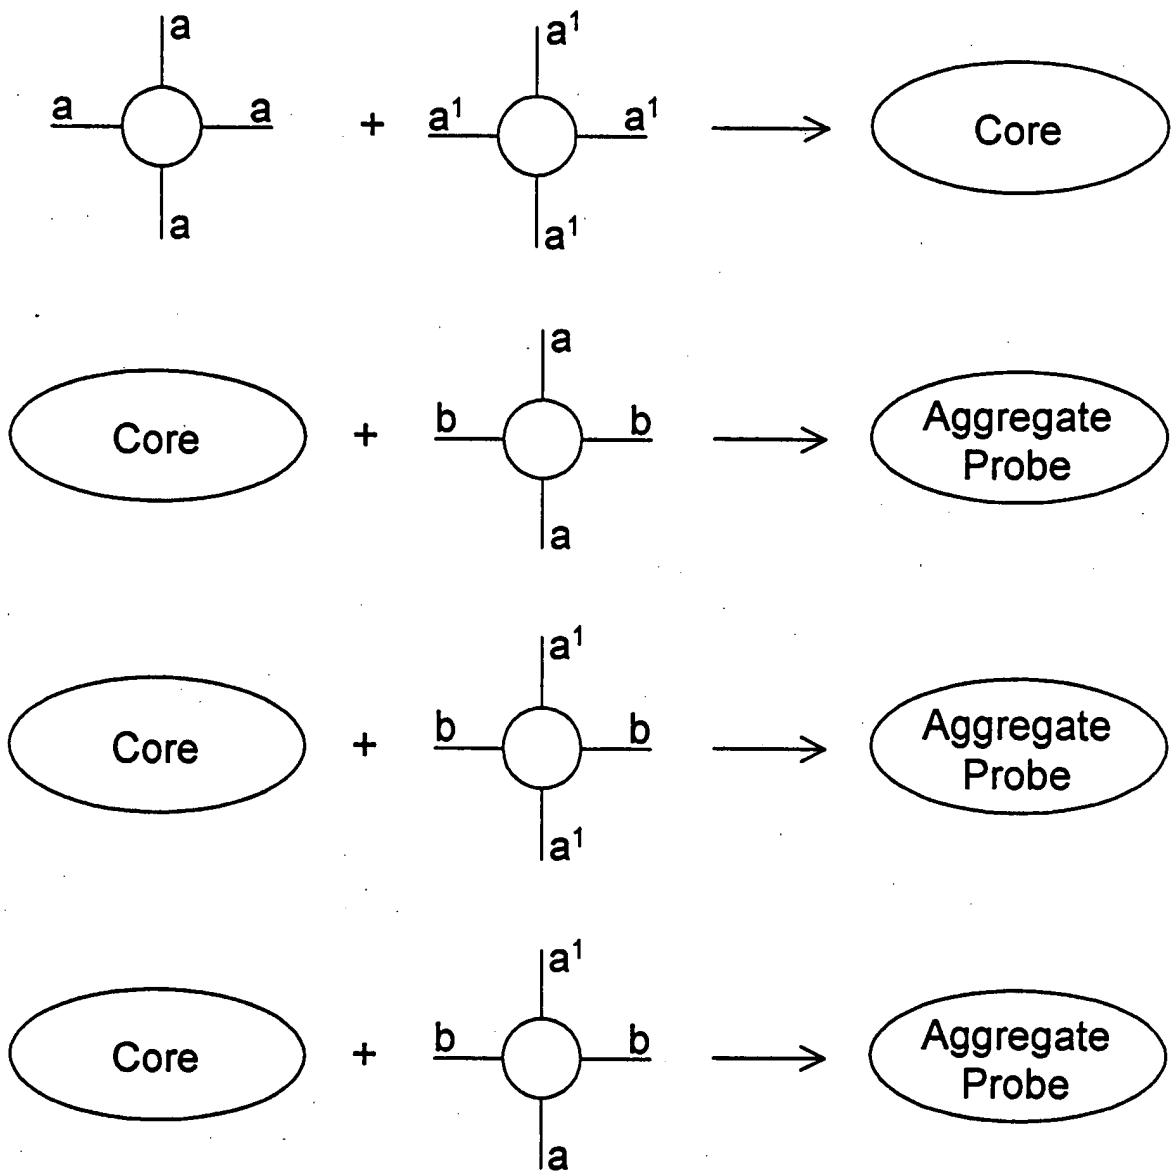 a a¹
a a + a¹ a¹ Core
a a¹
a
Core + b b Aggregate
Probe
a
a¹
Core + b b Aggregate
Probe
a¹
a¹
Core + b b Aggregate
Probe
a